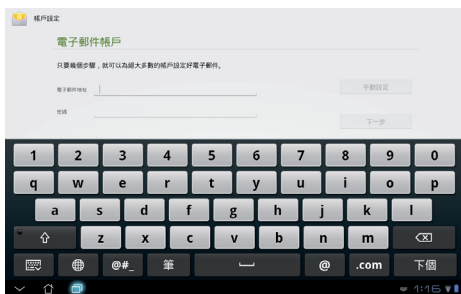 帳戶設定
電子郵件帳戶
只要幾個步驟，就可以為絕大多數的帳戶設定好電子郵件。
電子郵件地址
手動設定
密碼
下一步
1 2 3 4 5 6 7 8 9 0
q w e r t y u i o p
a s d f g h j k l
z x c v b n m
@#_ 筆 @ .com 下個
1:15